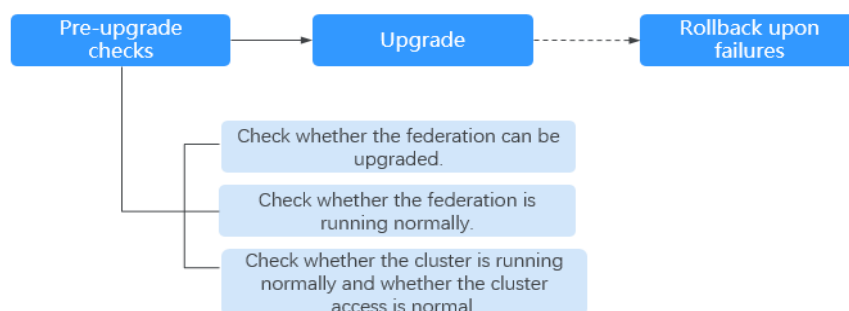 Pre-upgrade
checks
Upgrade
Rollback upon
failures
Check whether the federation can be
upgraded.
Check whether the federation is
running normally.
Check whether the cluster is running
normally and whether the cluster
access is normal